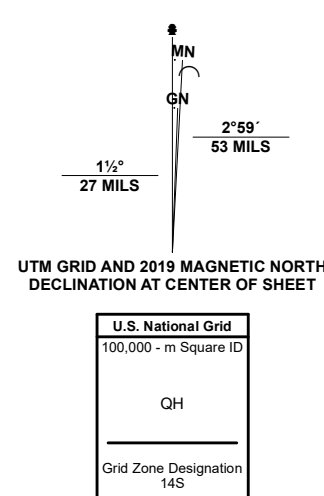 MN
GN
2°59´
53 MILS
1½°
27 MILS
UTM GRID AND 2019 MAGNETIC NORTH
DECLINATION AT CENTER OF SHEET
U.S. National Grid
100,000 - m Square ID
QH
Grid Zone Designation
14S